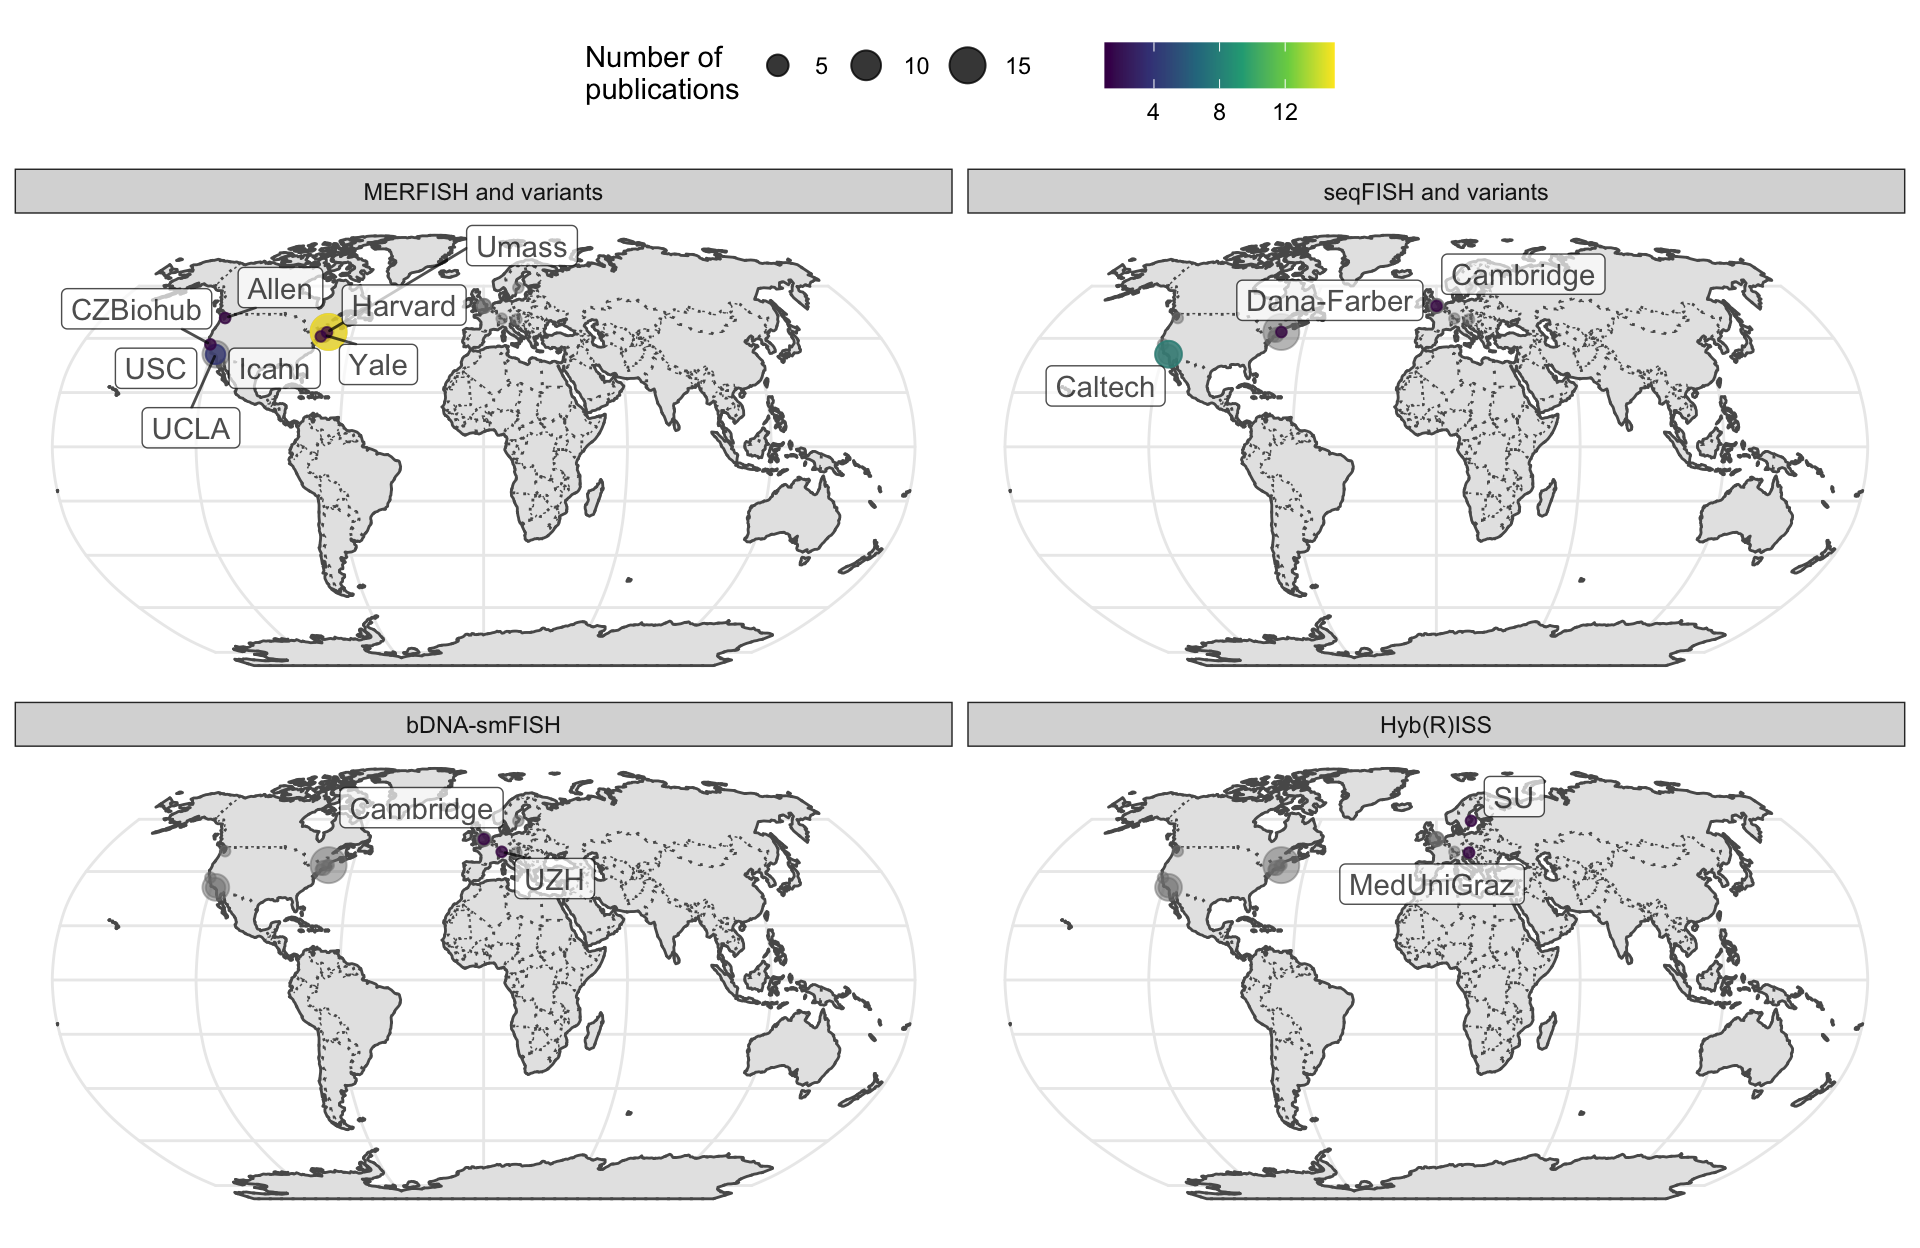 Number of
publications
5
10
15
4
8
12
MERFISH and variants
seqFISH and variants
Umass
Allen
CZBiohub
Harvard
USC
Icahn
Yale
UCLA
Cambridge
Dana-Farber
Caltech
bDNA-smFISH
Hyb(R)ISS
Cambridge
UZH
SU
MedUniGraz